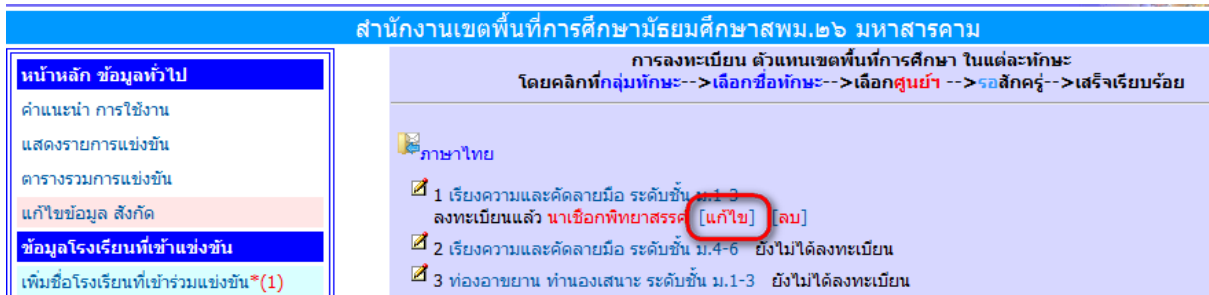 สำนักงานเขตพื้นที่การศึกษามัธยมศึกษาสพม.๒๖ มหาสารคาม
หน้าหลัก ข้อมูลทั่วไป
คำแนะนำ การใช้งาน
แสดงรายการแข่งขัน
ตารางรวมการแข่งขัน
แก้ไขข้อมูล สังกัด
ข้อมูลโรงเรียนที่เข้าแข่งขัน
เพิ่มชื่อโรงเรียนที่เข้าร่วมแข่งขัน*(1)
การลงทะเบียน ตัวแทนเขตพื้นที่การศึกษา ในแต่ละทักษะ
โดยคลิกที่กลุ่มทักษะ-->เลือกชื่อทักษะ-->เลือกศูนย์ฯ -->รอสักครู่-->เสร็จเรียบร้อย
ภาษาไทย
1 เรียงความและคัดลายมือ ระดับชั้น ม.1-3
ลงทะเบียนแล้ว นาเชือกพิทยาสรรค์ [แก้ไข] [ลบ]
2 เรียงความและคัดลายมือ ระดับชั้น ม.4-6 ยังไม่ได้ลงทะเบียน
3 ท่องอาขยาน ทำนองเสนาะ ระดับชั้น ม.1-3 ยังไม่ได้ลงทะเบียน